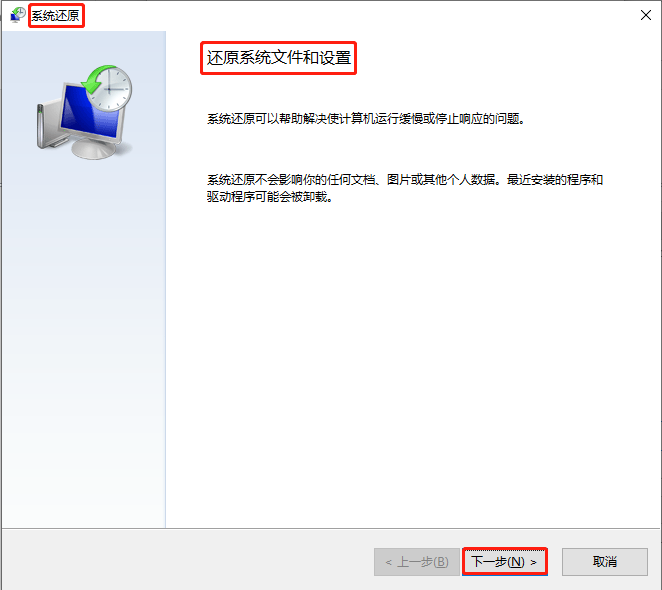 系统还原
还原系统文件和设置
系统还原可以帮助解决使计算机运行缓慢或停止响应的问题。
系统还原不会影响你的任何文档、图片或其他个人数据。最近安装的程序和
驱动程序可能会被卸载。
< 上一步(B) 下一步(N) > 取消